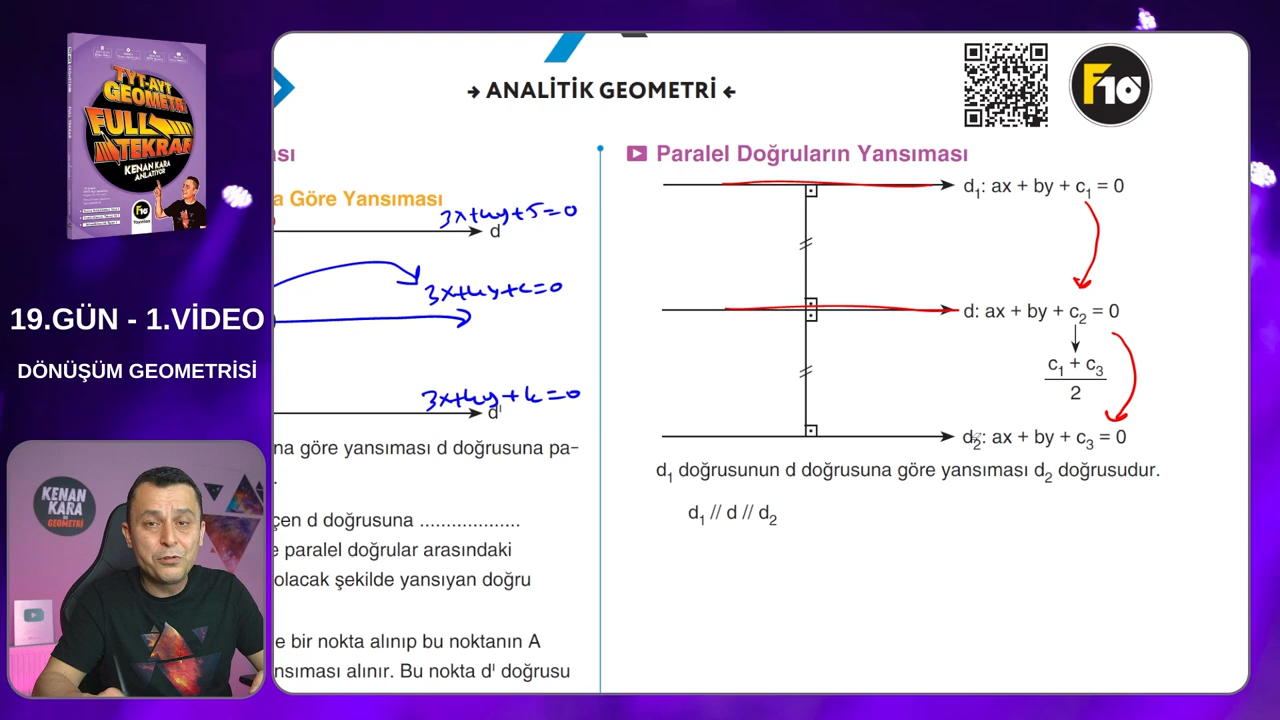 TYT-AYT
GEOMETRİ
FULL
TEKRAR
KENAN KARA
ANLATIYOR
F10
19.GÜN - 1.VİDEO
DÖNÜŞÜM GEOMETRİSİ
KENAN
KARA
GEOMETRİ
→ ANALİTİK GEOMETRİ ←
F10
ası
a Göre Yansıması
3x+4y+5=0
d
3x+4y+c=0
3x+4y+k=0
d'
na göre yansıması d doğrusuna pa-
.
çen d doğrusuna ...................
e paralel doğrular arasındaki
olacak şekilde yansıyan doğru
e bir nokta alınıp bu noktanın A
nsıması alınır. Bu nokta d' doğrusu
Paralel Doğruların Yansıması
d₁: ax + by + c₁ = 0
d: ax + by + c₂ = 0
c₁ + c₃
2
d₂: ax + by + c₃ = 0
d₁ doğrusunun d doğrusuna göre yansıması d₂ doğrusudur.
d₁ // d // d₂